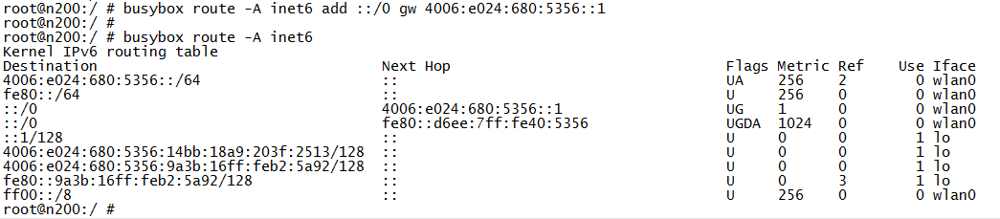 root@n200:/ # busybox route -A inet6 add ::/0 gw 4006:e024:680:5356::1
root@n200:/ #
root@n200:/ # busybox route -A inet6
Kernel IPv6 routing table
Destination Next Hop Flags Metric Ref Use Iface
4006:e024:680:5356::/64 :: UA 256 2 0 wlan0
fe80::/64 :: U 256 0 0 wlan0
::/0 4006:e024:680:5356::1 UG 1 0 0 wlan0
::/0 fe80::d6ee:7ff:fe40:5356 UGDA 1024 0 0 wlan0
::1/128 :: U 0 0 1 lo
4006:e024:680:5356:14bb:18a9:203f:2513/128 :: U 0 0 1 lo
4006:e024:680:5356:9a3b:16ff:feb2:5a92/128 :: U 0 0 1 lo
fe80::9a3b:16ff:feb2:5a92/128 :: U 0 3 1 lo
ff00::/8 :: U 256 0 0 wlan0
root@n200:/ #